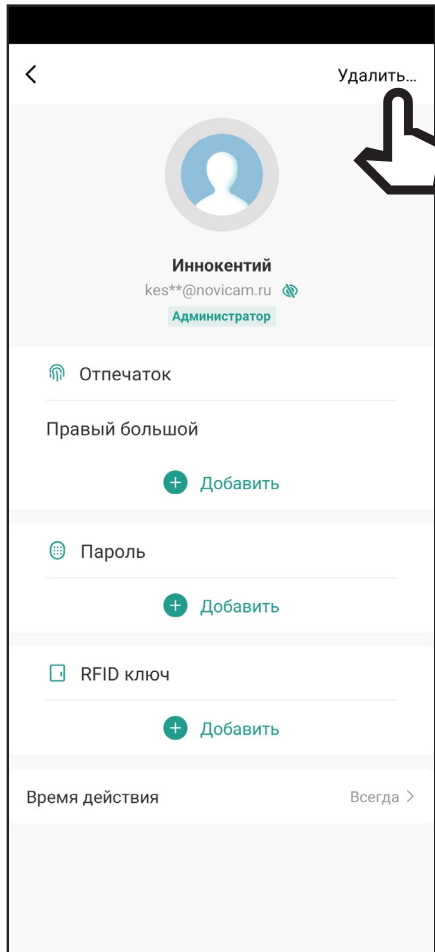 Удалить...
Иннокентий
kes**@novicam.ru
Администратор
Отпечаток
Правый большой
Добавить
Пароль
Добавить
RFID ключ
Добавить
Время действия Всегда